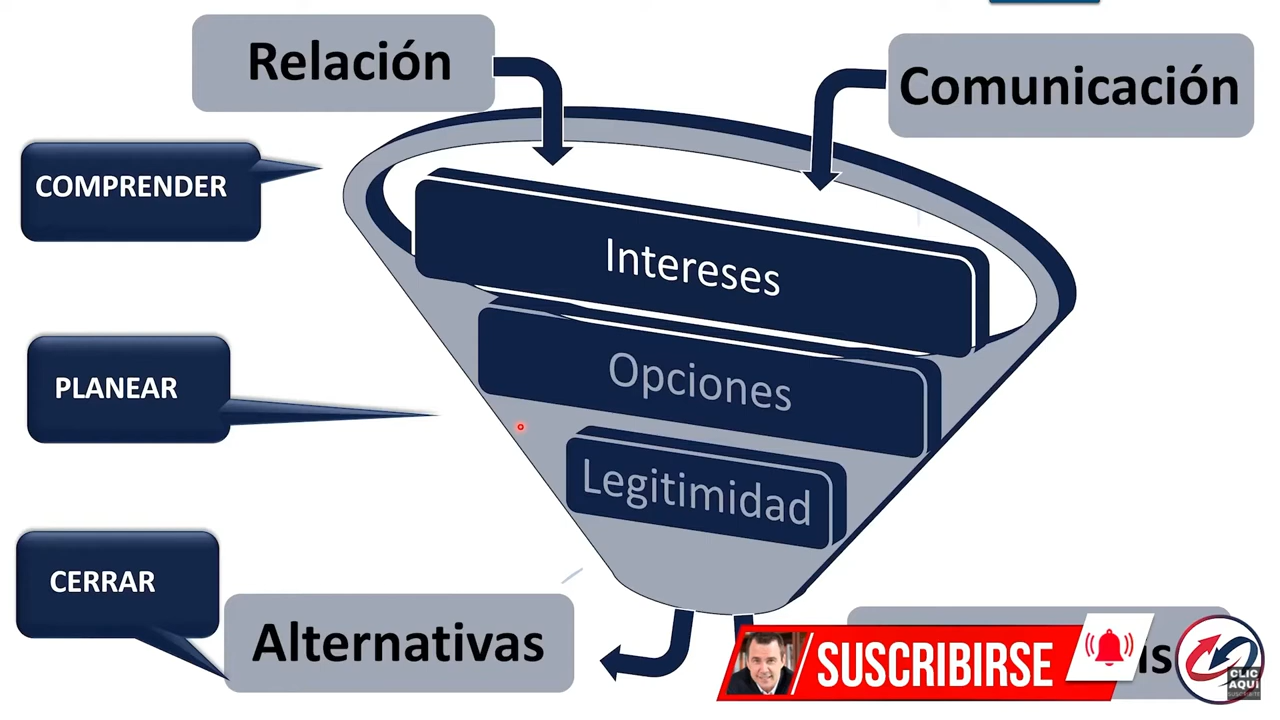 Relación
Comunicación
COMPRENDER
Intereses
PLANEAR
Opciones
Legitimidad
CERRAR
Alternativas
SUSCRIBIRSE
CLIC
AQUÍ